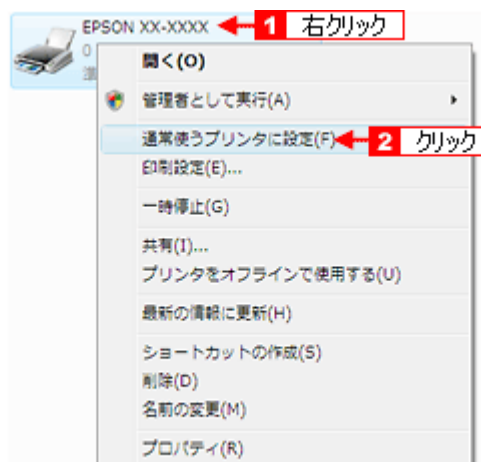 EPSON XX-XXXX 1 右クリック
0
準
開く(O)
管理者として実行(A)
通常使うプリンタに設定(F) 2 クリック
印刷設定(E)...
一時停止(G)
共有(I)...
プリンタをオフラインで使用する(U)
最新の情報に更新(H)
ショートカットの作成(S)
削除(D)
名前の変更(M)
プロパティ(R)